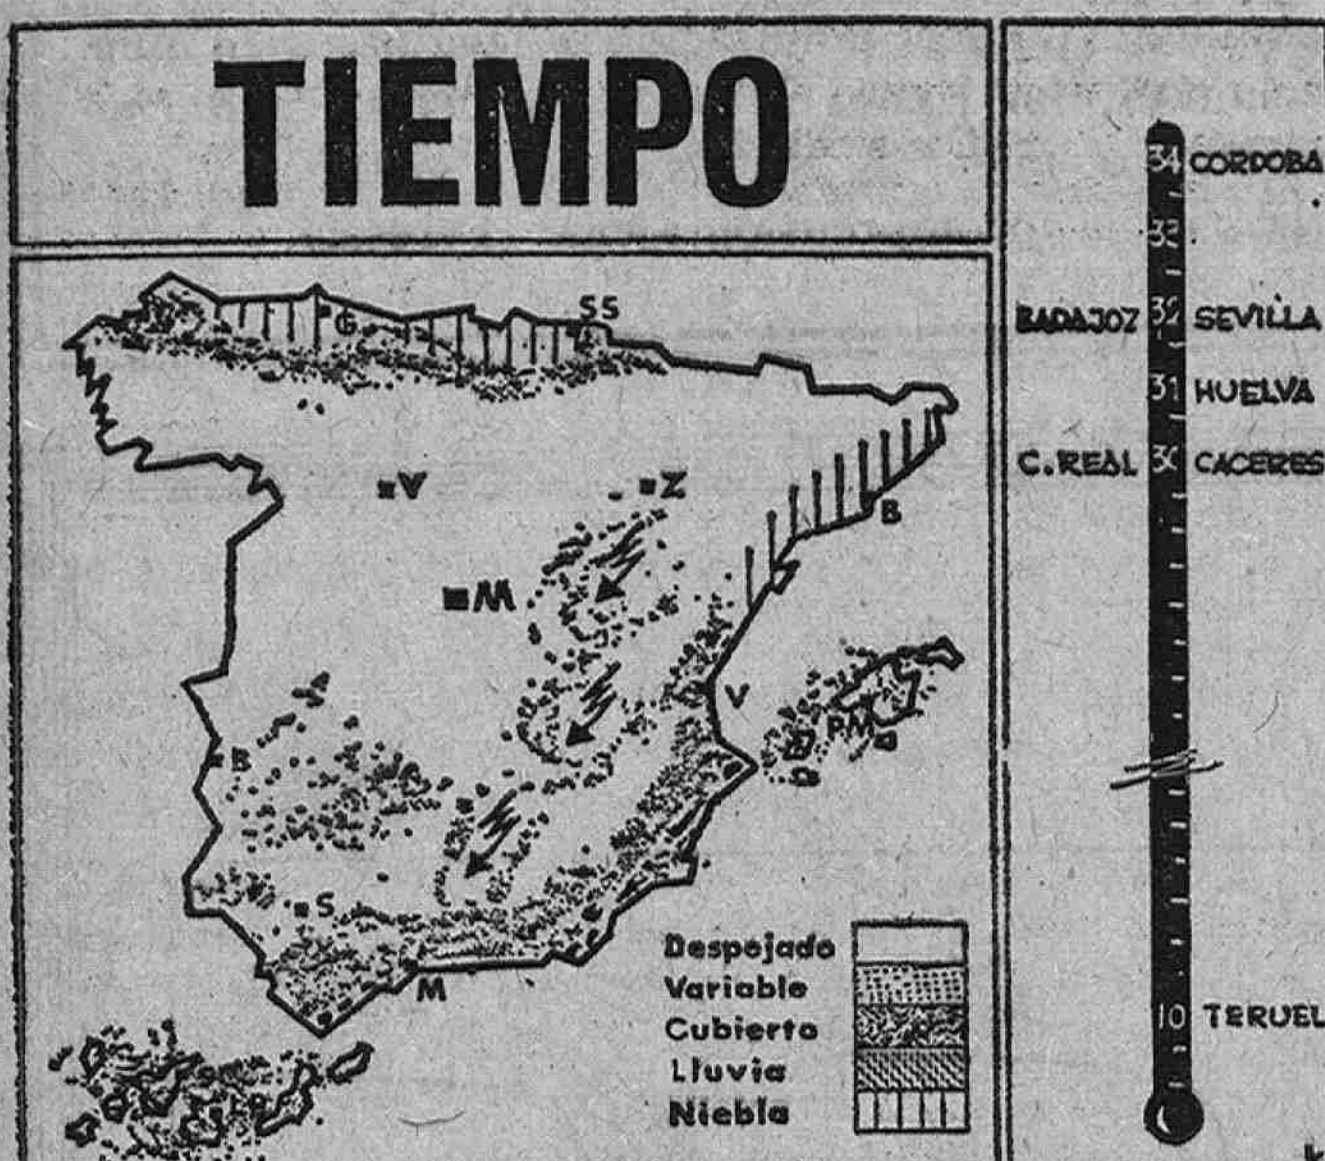 TIEMPO
SS
G
V
Z
B
M
V
PM
B
S
M
Despejado
Variable
Cubierto
Lluvia
Niebla
34 CORDOBA
33
BADAJOZ 32 SEVILLA
31 HUELVA
C.REAL 30 CACERES
10 TERUEL